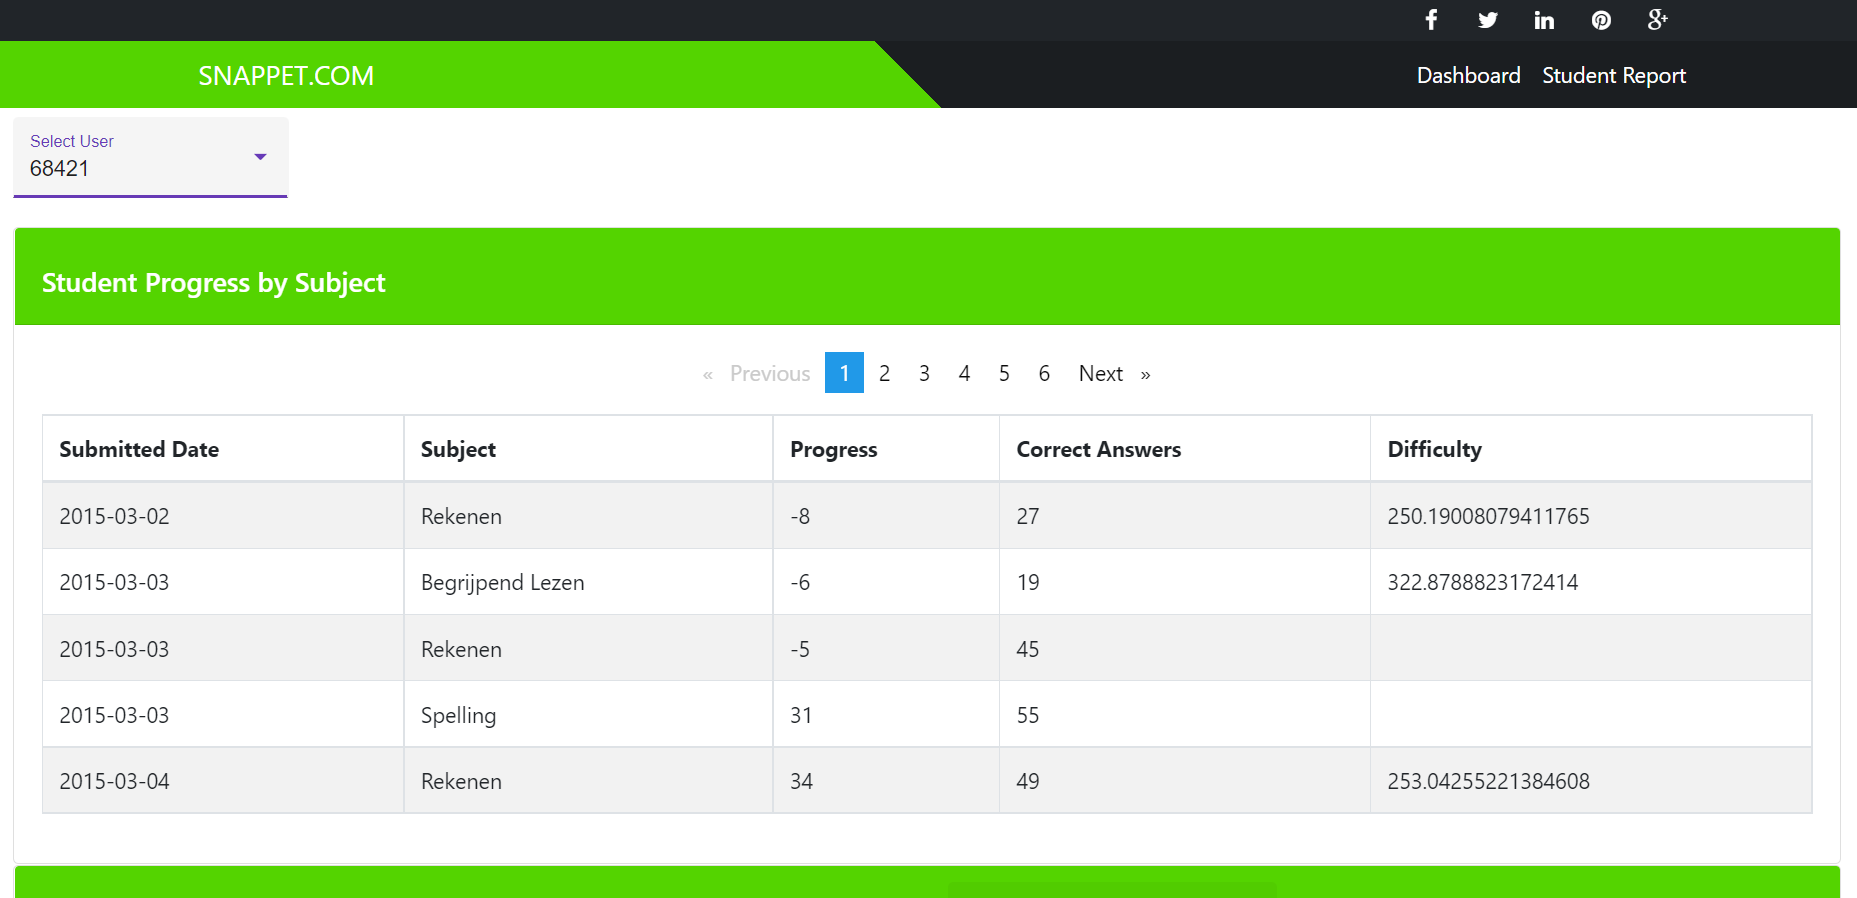 SNAPPET.COM
Dashboard Student Report
Select User
68421
Student Progress by Subject
« Previous 1 2 3 4 5 6 Next »
Submitted Date Subject Progress Correct Answers Difficulty
2015-03-02 Rekenen -8 27 250.19008079411765
2015-03-03 Begrijpend Lezen -6 19 322.8788823172414
2015-03-03 Rekenen -5 45
2015-03-03 Spelling 31 55
2015-03-04 Rekenen 34 49 253.04255221384608